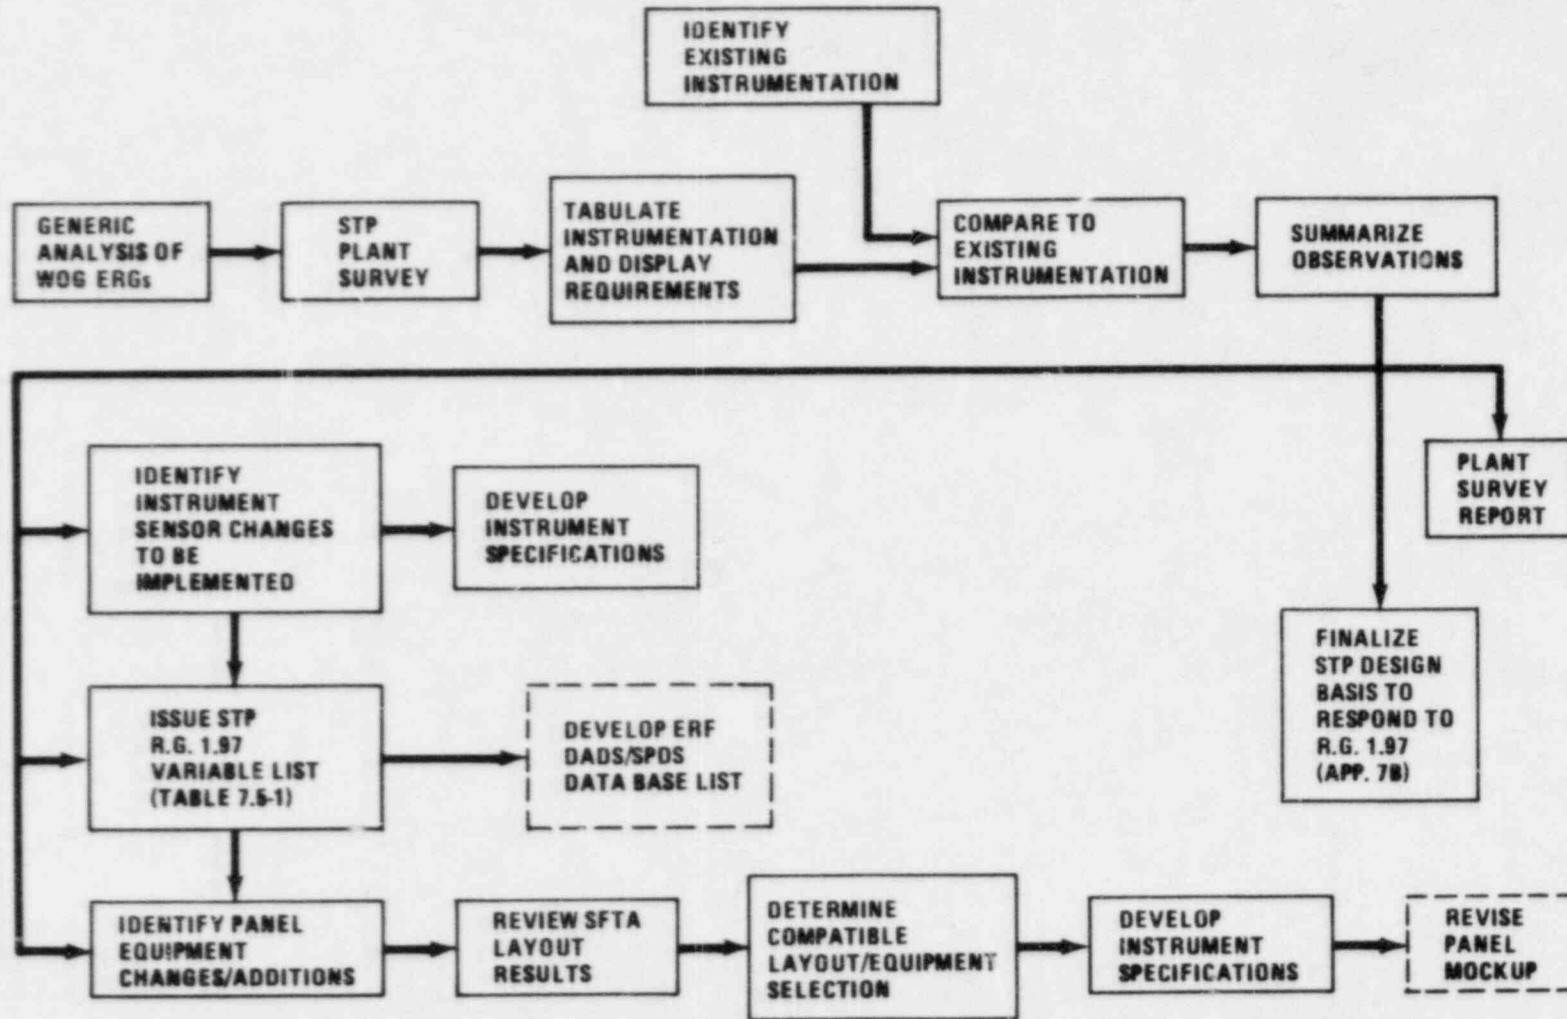 IDENTIFY
EXISTING
INSTRUMENTATION
GENERIC
ANALYSIS OF
WOG ERGs
STP
PLANT
SURVEY
TABULATE
INSTRUMENTATION
AND DISPLAY
REQUIREMENTS
COMPARE TO
EXISTING
INSTRUMENTATION
SUMMARIZE
OBSERVATIONS
PLANT
SURVEY
REPORT
IDENTIFY
INSTRUMENT
SENSOR CHANGES
TO BE
IMPLEMENTED
DEVELOP
INSTRUMENT
SPECIFICATIONS
FINALIZE
STP DESIGN
BASIS TO
RESPOND TO
R.G. 1.97
(APP. 7B)
ISSUE STP
R.G. 1.97
VARIABLE LIST
(TABLE 7.5-1)
DEVELOP ERF
DADS/SPDS
DATA BASE LIST
IDENTIFY PANEL
EQUIPMENT
CHANGES/ADDITIONS
REVIEW SFTA
LAYOUT
RESULTS
DETERMINE
COMPATIBLE
LAYOUT/EQUIPMENT
SELECTION
DEVELOP
INSTRUMENT
SPECIFICATIONS
REVISE
PANEL
MOCKUP